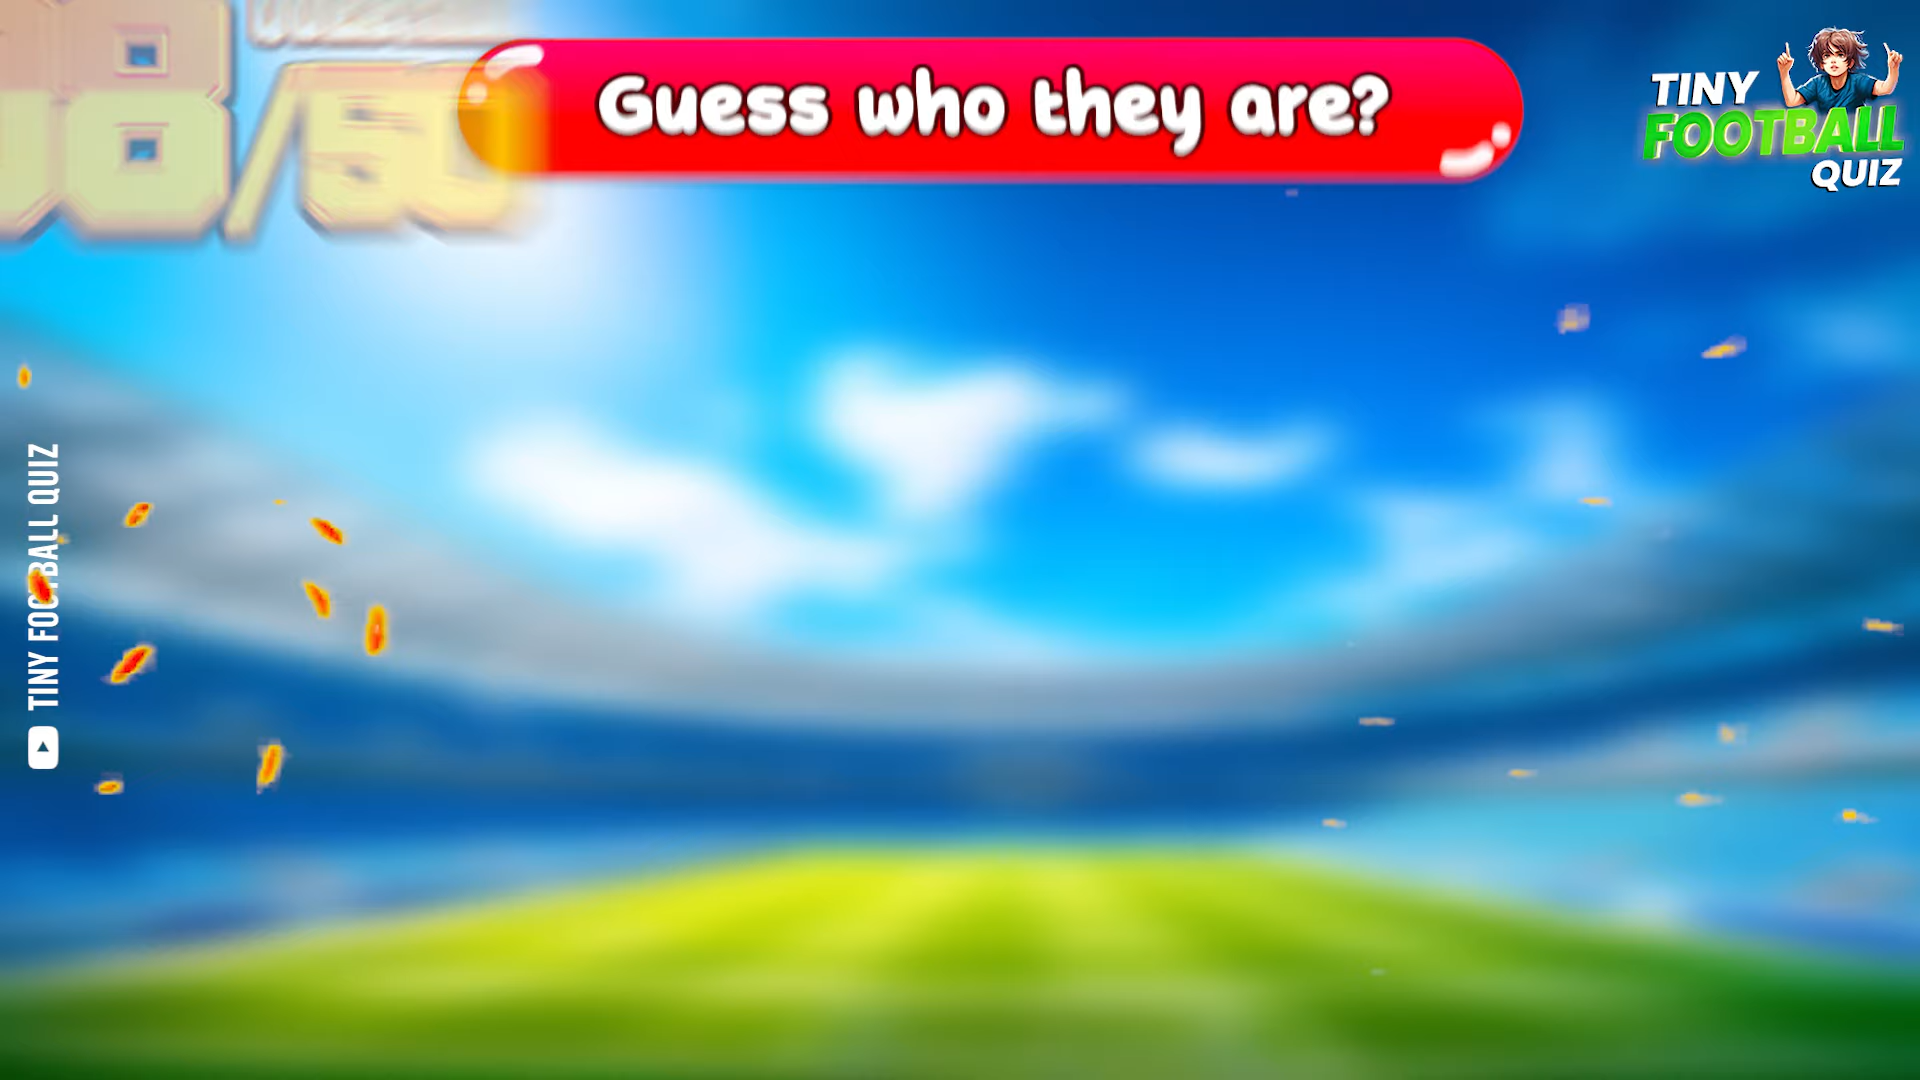 Guess who they are?
TINY
FOOTBALL
QUIZ
TINY FOOTBALL QUIZ